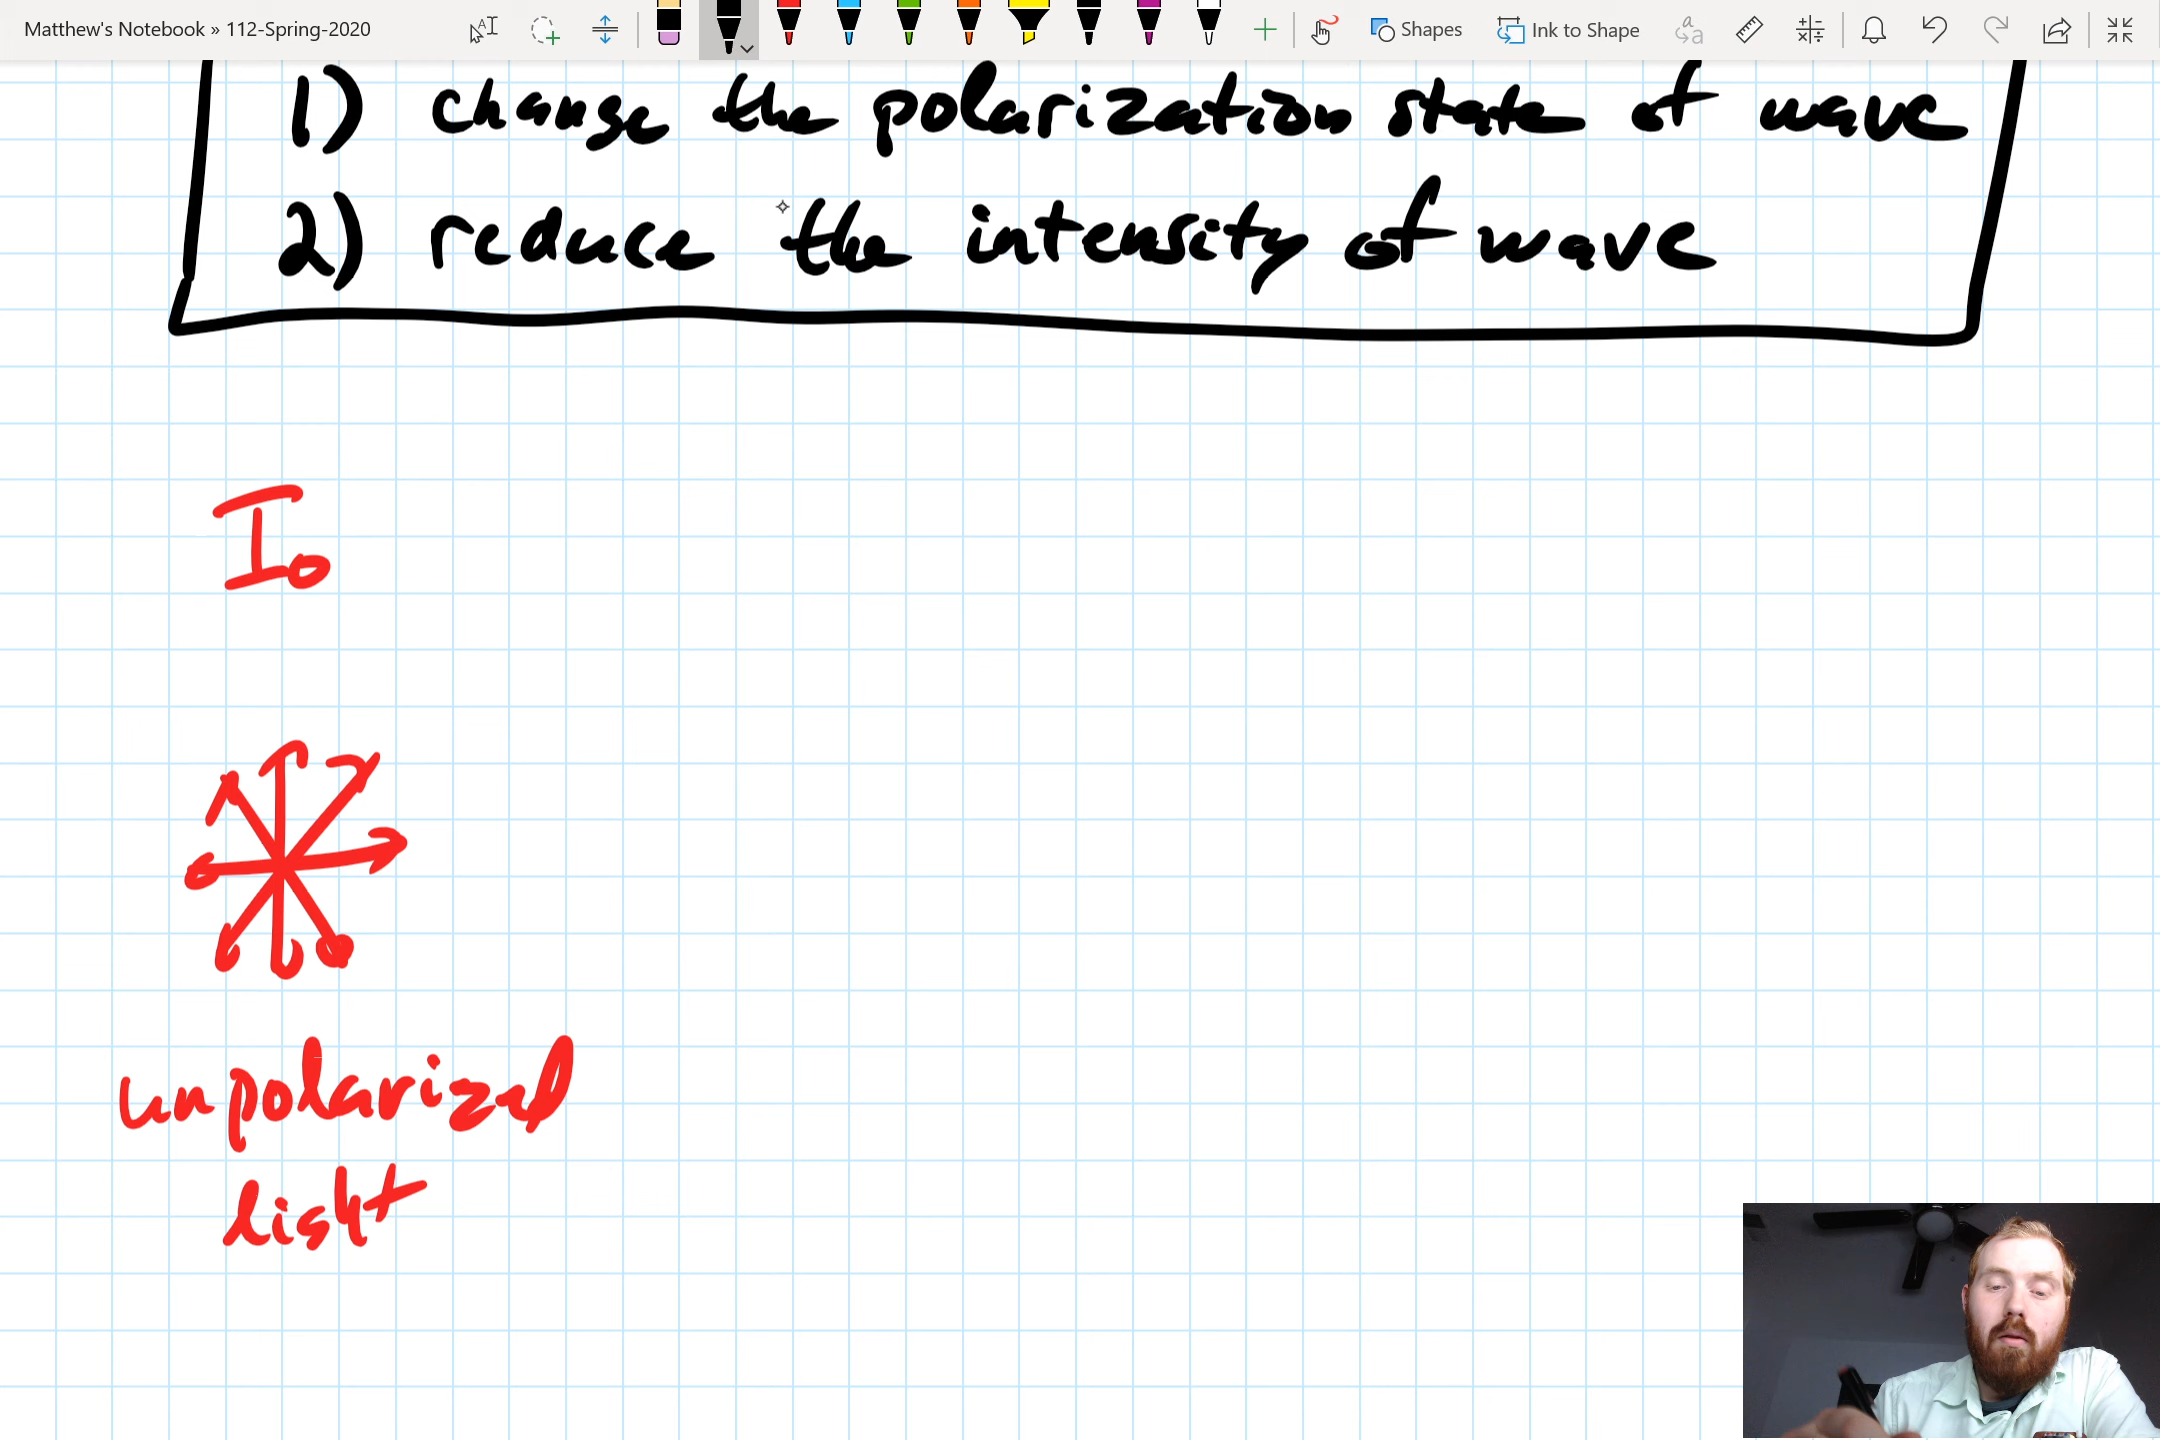 Matthew's Notebook » 112-Spring-2020
Shapes
Ink to Shape
1) change the polarization state of wave
2) reduce the intensity of wave
I₀
unpolarized
light